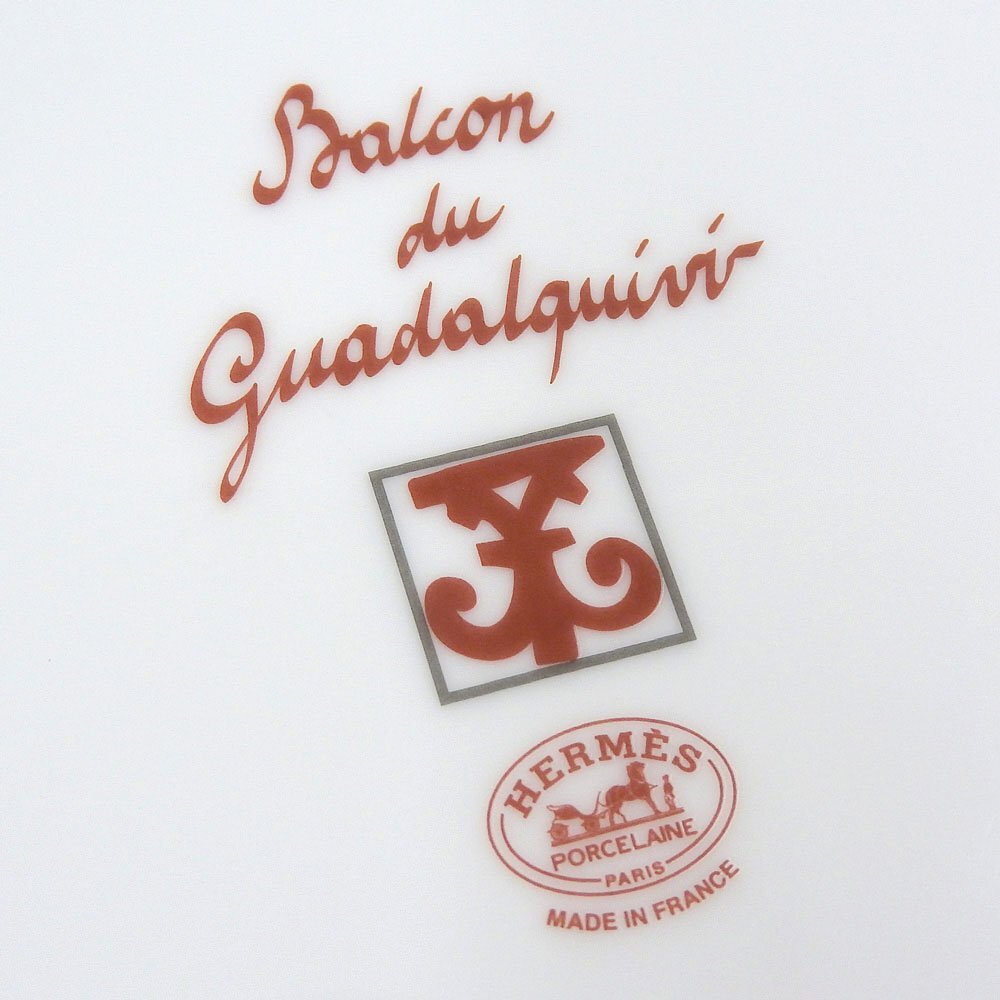 Balcon
du
Guadalquivir
HERMÈS
PORCELAINE
PARIS
MADE IN FRANCE